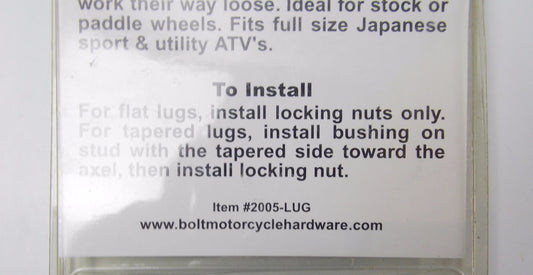 work their way loose. Ideal for stock or
paddle wheels. Fits full size Japanese
sport & utility ATV's.
To Install
For flat lugs, install locking nuts only.
For tapered lugs, install bushing on
stud with the tapered side toward the
axel, then install locking nut.
Item #2005-LUG
www.boltmotorcyclehardware.com